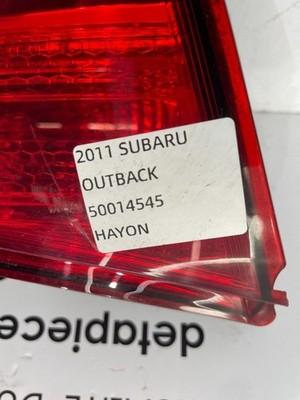 2011 SUBARU
OUTBACK
50014545
HAYON
detapiece